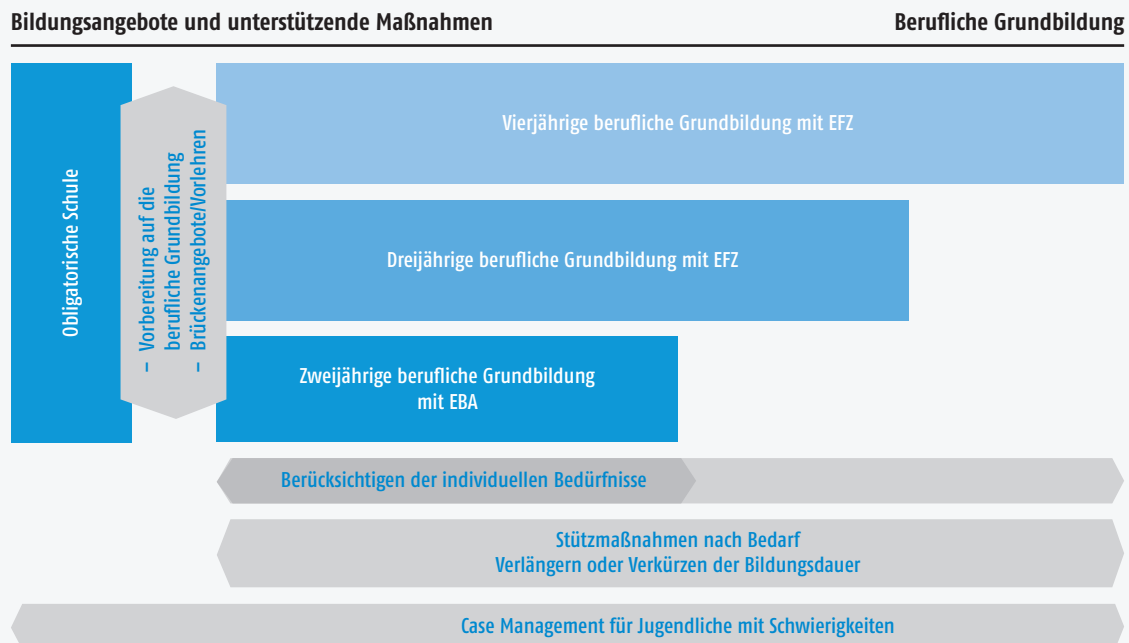 Bildungsangebote und unterstützende Maßnahmen
Berufliche Grundbildung
Obligatorische Schule
– Vorbereitung auf die
berufliche Grundbildung
– Brückenangebote/Vorlehren
Vierjährige berufliche Grundbildung mit EFZ
Dreijährige berufliche Grundbildung mit EFZ
Zweijährige berufliche Grundbildung
mit EBA
Berücksichtigen der individuellen Bedürfnisse
Stützmaßnahmen nach Bedarf
Verlängern oder Verkürzen der Bildungsdauer
Case Management für Jugendliche mit Schwierigkeiten